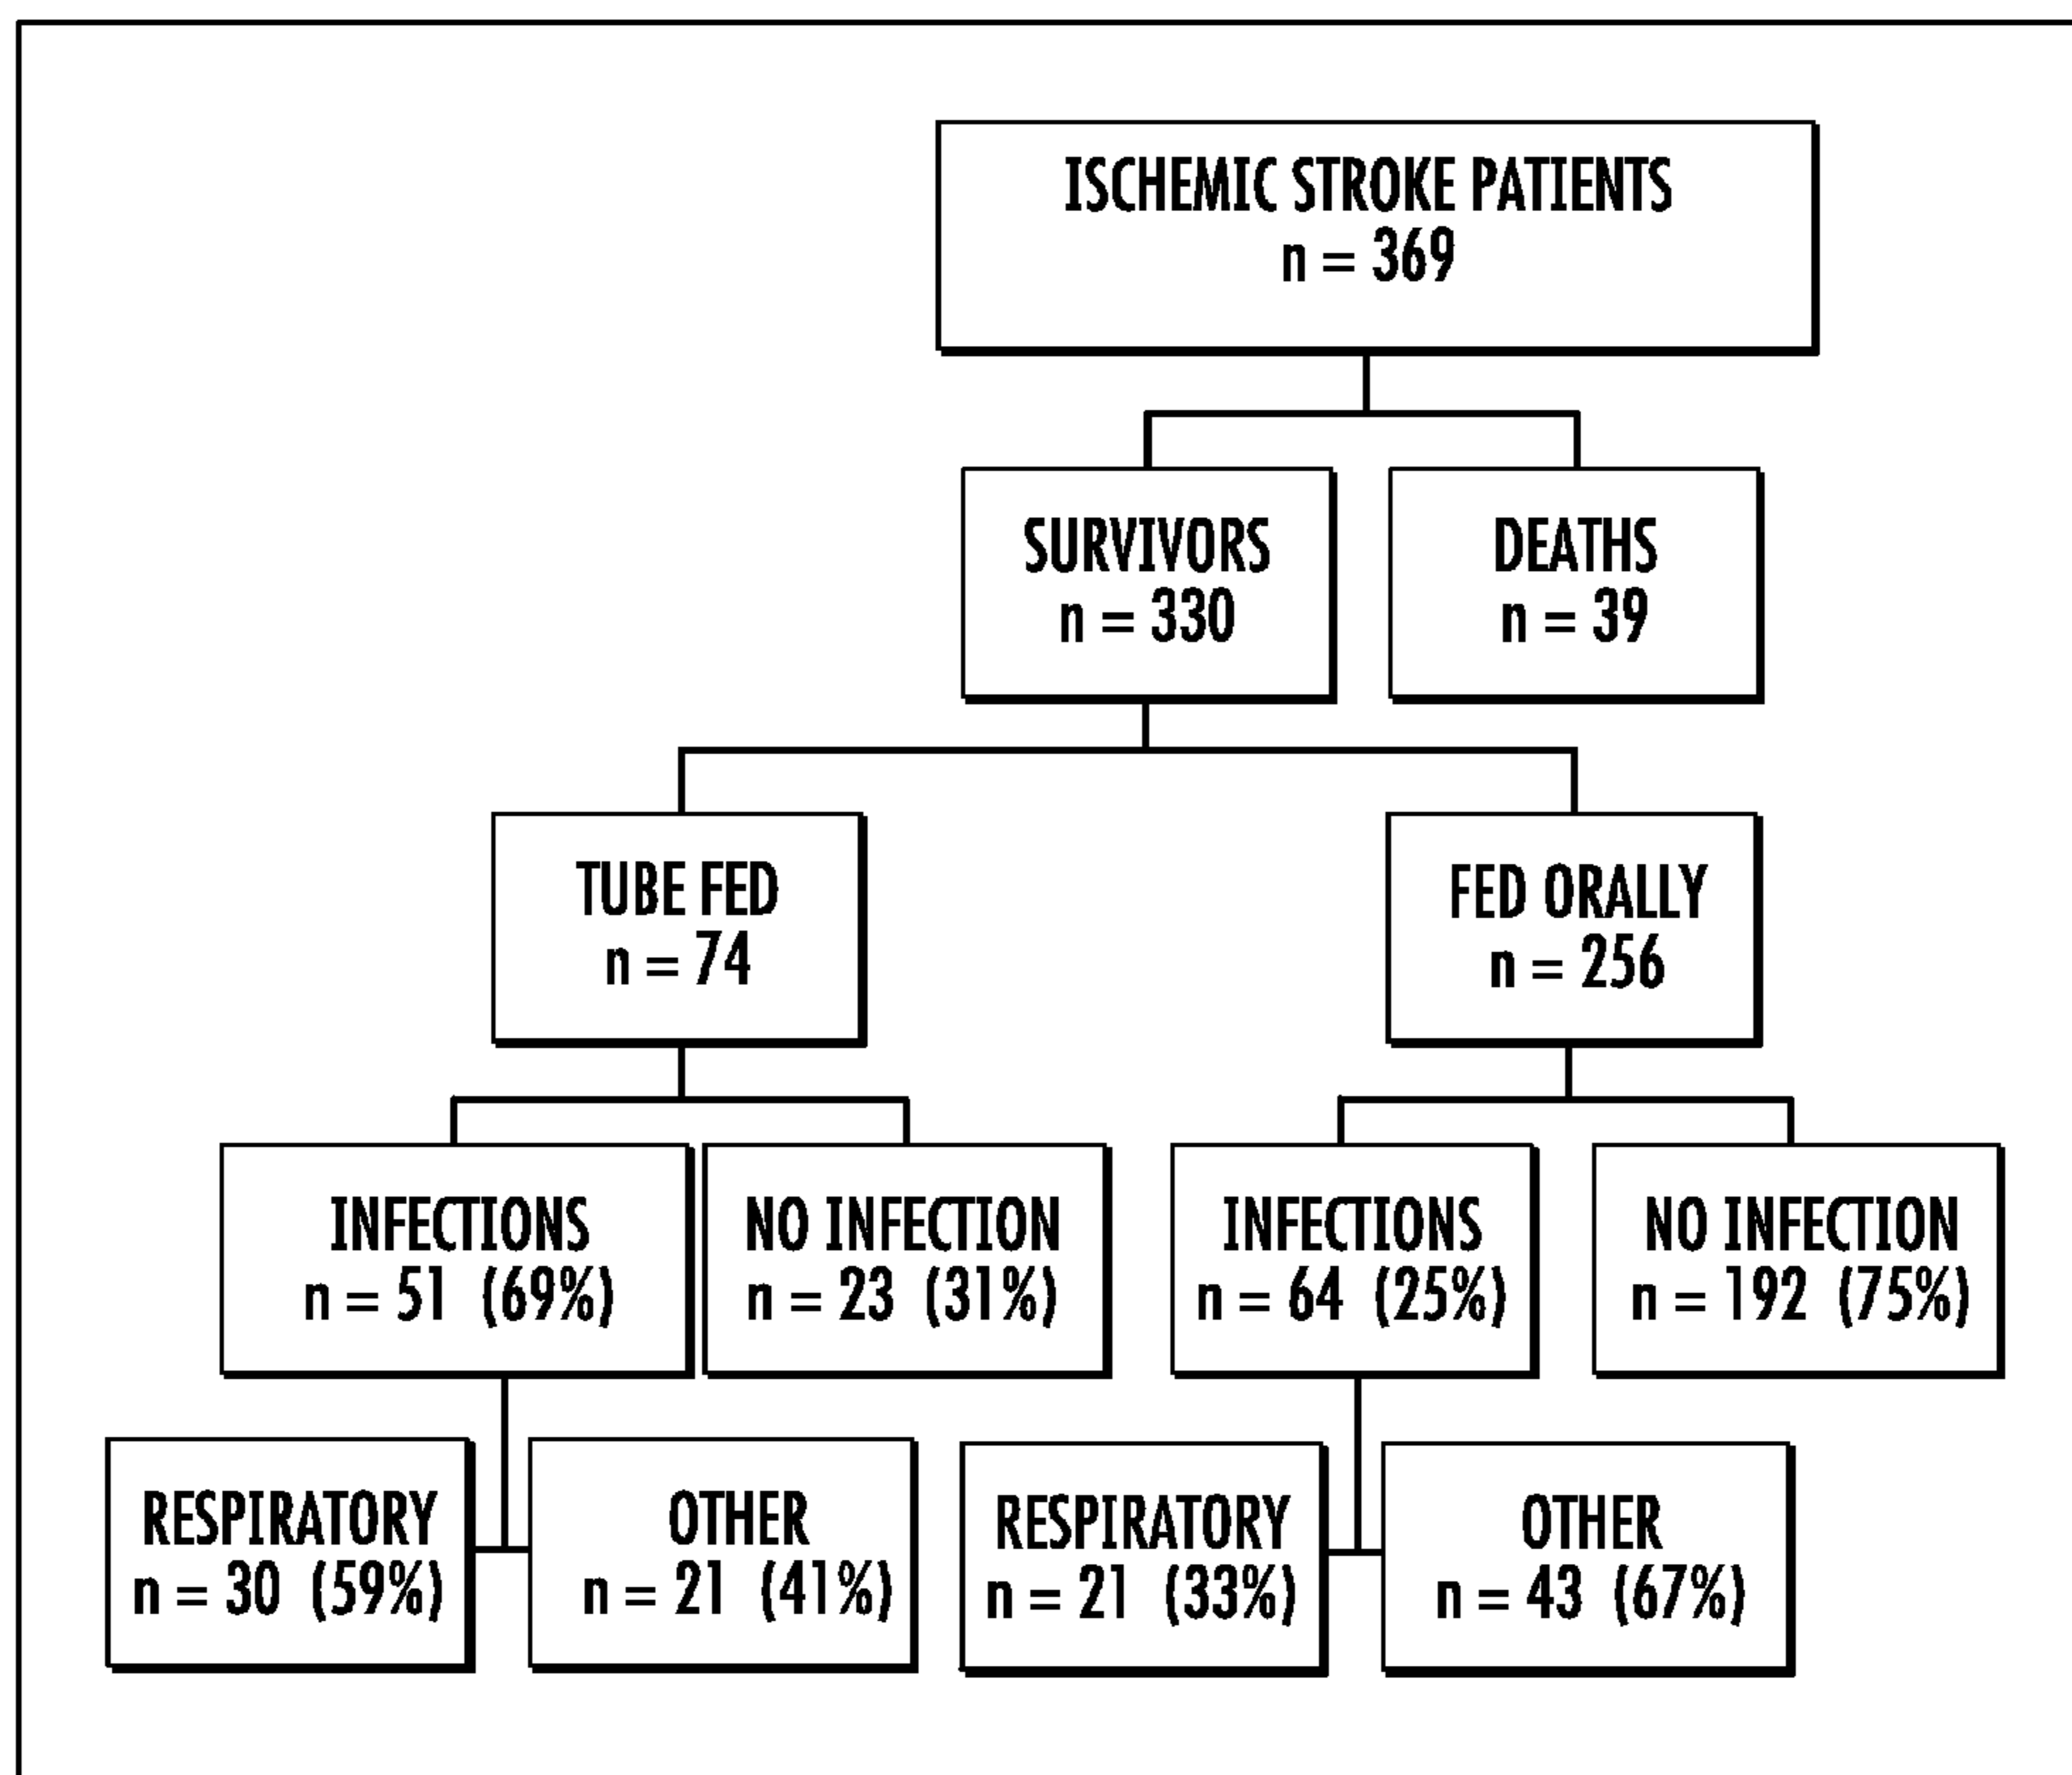 ISCHEMIC STROKE PATIENTS
n = 369
SURVIVORS
n = 330
DEATHS
n = 39
TUBE FED
n = 74
FED ORALLY
n = 256
INFECTIONS
n = 51 (69%)
NO INFECTION
n = 23 (31%)
INFECTIONS
n = 64 (25%)
NO INFECTION
n = 192 (75%)
RESPIRATORY
n = 30 (59%)
OTHER
n = 21 (41%)
RESPIRATORY
n = 21 (33%)
OTHER
n = 43 (67%)